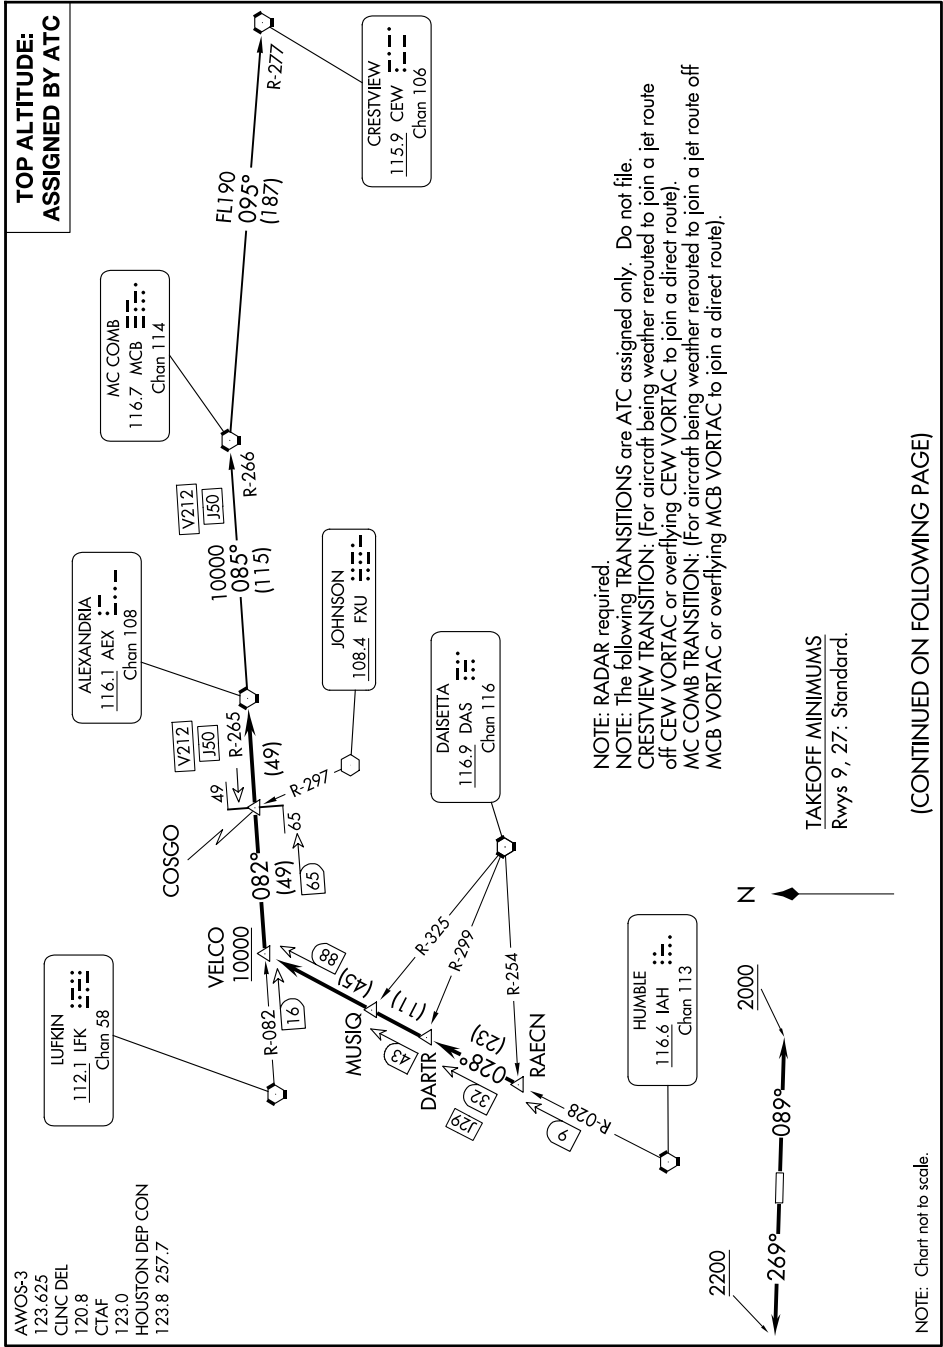 TOP ALTITUDE:
ASSIGNED BY ATC
AWOS-3
123.625
CLNC DEL
120.8
CTAF
123.0
HOUSTON DEP CON
123.8 257.7
LUFKIN
112.1 LFK
Chan 58
ALEXANDRIA
116.1 AEX
Chan 108
MC COMB
116.7 MCB
Chan 114
CRESTVIEW
115.9 CEW
Chan 106
JOHNSON
108.4 FXU
DAISETTA
116.9 DAS
Chan 116
HUMBLE
116.6 IAH
Chan 113
R-028
9
RAECN
028°
(23)
J29
32
R-254
DARTR
R-299
(11)
43
MUSIQ
R-325
(45)
88
VELCO
10000
R-082
16
082°
(49)
65
65
COSGO
49
R-297
R-265
V212
J50
(49)
V212
J50
10000
085°
(115)
R-266
FL190
095°
(187)
R-277
NOTE: RADAR required.
NOTE: The following TRANSITIONS are ATC assigned only. Do not file.
CRESTVIEW TRANSITION: (For aircraft being weather rerouted to join a jet route
off CEW VORTAC or overflying CEW VORTAC to join a direct route).
MC COMB TRANSITION: (For aircraft being weather rerouted to join a jet route off
MCB VORTAC or overflying MCB VORTAC to join a direct route).
TAKEOFF MINIMUMS
Rwys 9, 27: Standard.
N
2200
269°
089°
2000
NOTE: Chart not to scale.
(CONTINUED ON FOLLOWING PAGE)